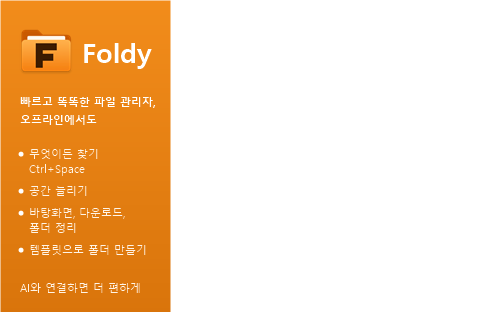 F
Foldy
빠르고 똑똑한 파일 관리자,
오프라인에서도
무엇이든 찾기
Ctrl+Space
공간 늘리기
바탕화면, 다운로드,
폴더 정리
템플릿으로 폴더 만들기
AI와 연결하면 더 편하게